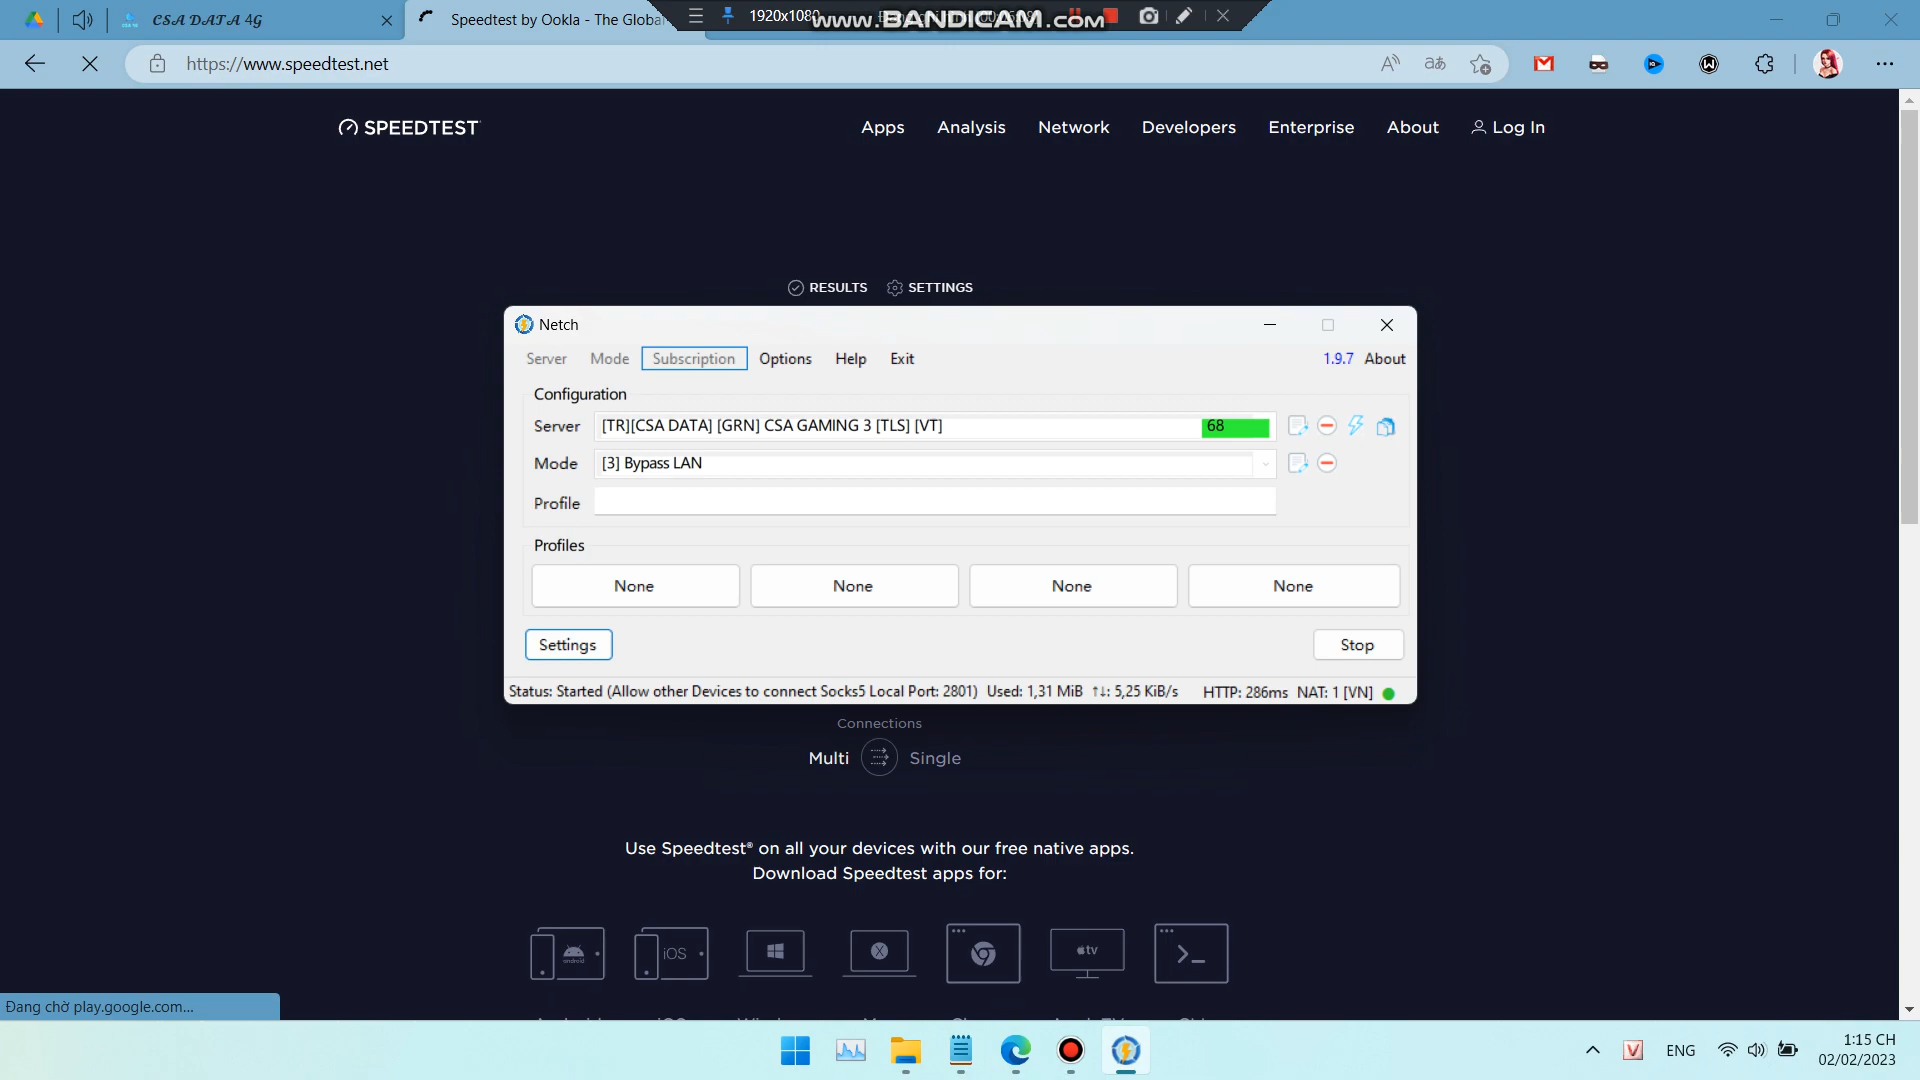 𝑪𝑺𝑨 𝑫𝑨𝑻𝑨 4𝑮
Speedtest by Ookla - The Global
1920x1080
www.BANDICAM.com
https://www.speedtest.net
SPEEDTEST
Apps
Analysis
Network
Developers
Enterprise
About
Log In
RESULTS
SETTINGS
Netch
Server
Mode
Subscription
Options
Help
Exit
1.9.7
About
Configuration
Server
[TR][CSA DATA] [GRN] CSA GAMING 3 [TLS] [VT]
68
Mode
[3] Bypass LAN
Profile
Profiles
None
None
None
None
Settings
Stop
Status: Started (Allow other Devices to connect Socks5 Local Port: 2801)
Used: 1,31 MiB
↑↓: 5,25 KiB/s
HTTP: 286ms
NAT: 1 [VN]
Connections
Multi
Single
Use Speedtest® on all your devices with our free native apps.
Download Speedtest apps for:
android
iOS
tv
Đang chờ play.google.com...
ENG
1:15 CH
02/02/2023